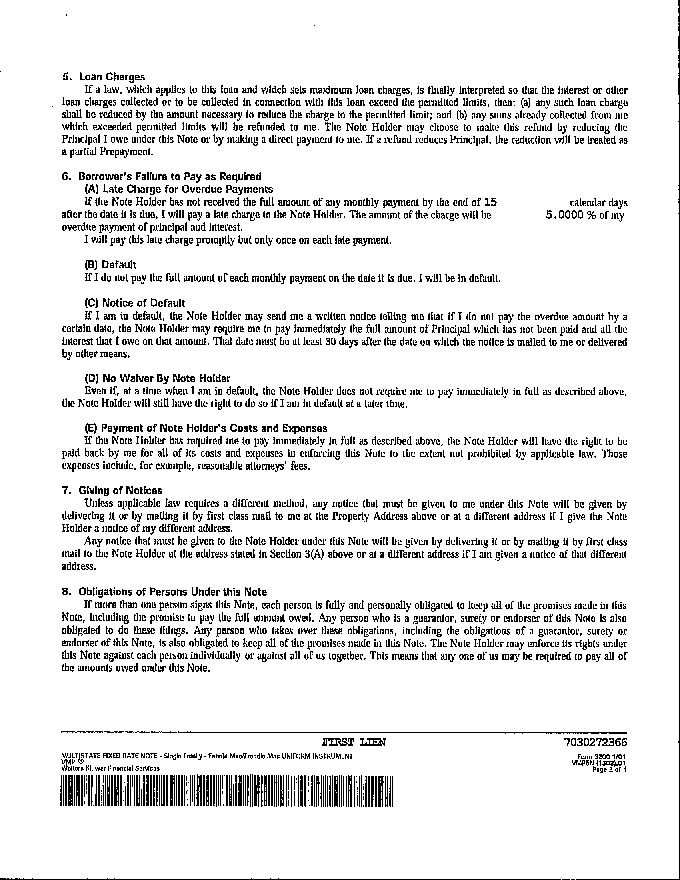 5. Loan Charges
If a law, which applies to this loan and which sets maximum loan charges, is finally interpreted so that the interest or other
loan charges collected or to be collected in connection with this loan exceed the permitted limits, then: (a) any such loan charge
shall be reduced by the amount necessary to reduce the charge to the permitted limit; and (b) any sums already collected from me
which exceeded permitted limits will be refunded to me. The Note Holder may choose to make this refund by reducing the
Principal I owe under this Note or by making a direct payment to me. If a refund reduces Principal, the reduction will be treated as
a partial Prepayment.
6. Borrower's Failure to Pay as Required
(A) Late Charge for Overdue Payments
If the Note Holder has not received the full amount of any monthly payment by the end of 15 calendar days
after the date it is due, I will pay a late charge to the Note Holder. The amount of the charge will be 5.0000 % of my
overdue payment of principal and interest.
I will pay this late charge promptly but only once on each late payment.
(B) Default
If I do not pay the full amount of each monthly payment on the date it is due, I will be in default.
(C) Notice of Default
If I am in default, the Note Holder may send me a written notice telling me that if I do not pay the overdue amount by a
certain date, the Note Holder may require me to pay immediately the full amount of Principal which has not been paid and all the
interest that I owe on that amount. That date must be at least 30 days after the date on which the notice is mailed to me or delivered
by other means.
(D) No Waiver By Note Holder
Even if, at a time when I am in default, the Note Holder does not require me to pay immediately in full as described above,
the Note Holder will still have the right to do so if I am in default at a later time.
(E) Payment of Note Holder's Costs and Expenses
If the Note Holder has required me to pay immediately in full as described above, the Note Holder will have the right to be
paid back by me for all of its costs and expenses in enforcing this Note to the extent not prohibited by applicable law. Those
expenses include, for example, reasonable attorneys' fees.
7. Giving of Notices
Unless applicable law requires a different method, any notice that must be given to me under this Note will be given by
delivering it or by mailing it by first class mail to me at the Property Address above or at a different address if I give the Note
Holder a notice of my different address.
Any notice that must be given to the Note Holder under this Note will be given by delivering it or by mailing it by first class
mail to the Note Holder at the address stated in Section 3(A) above or at a different address if I am given a notice of that different
address.
8. Obligations of Persons Under this Note
If more than one person signs this Note, each person is fully and personally obligated to keep all of the promises made in this
Note, including the promise to pay the full amount owed. Any person who is a guarantor, surety or endorser of this Note is also
obligated to do these things. Any person who takes over these obligations, including the obligations of a guarantor, surety or
endorser of this Note, is also obligated to keep all of the promises made in this Note. The Note Holder may enforce its rights under
this Note against each person individually or against all of us together. This means that any one of us may be required to pay all of
the amounts owed under this Note.
FIRST LIEN 7030272366
MULTISTATE FIXED RATE NOTE - Single Family - Fannie Mae/Freddie Mac UNIFORM INSTRUMENT Form 3200 1/01
VMP ®
Wolters Kluwer Financial Services Page 2 of